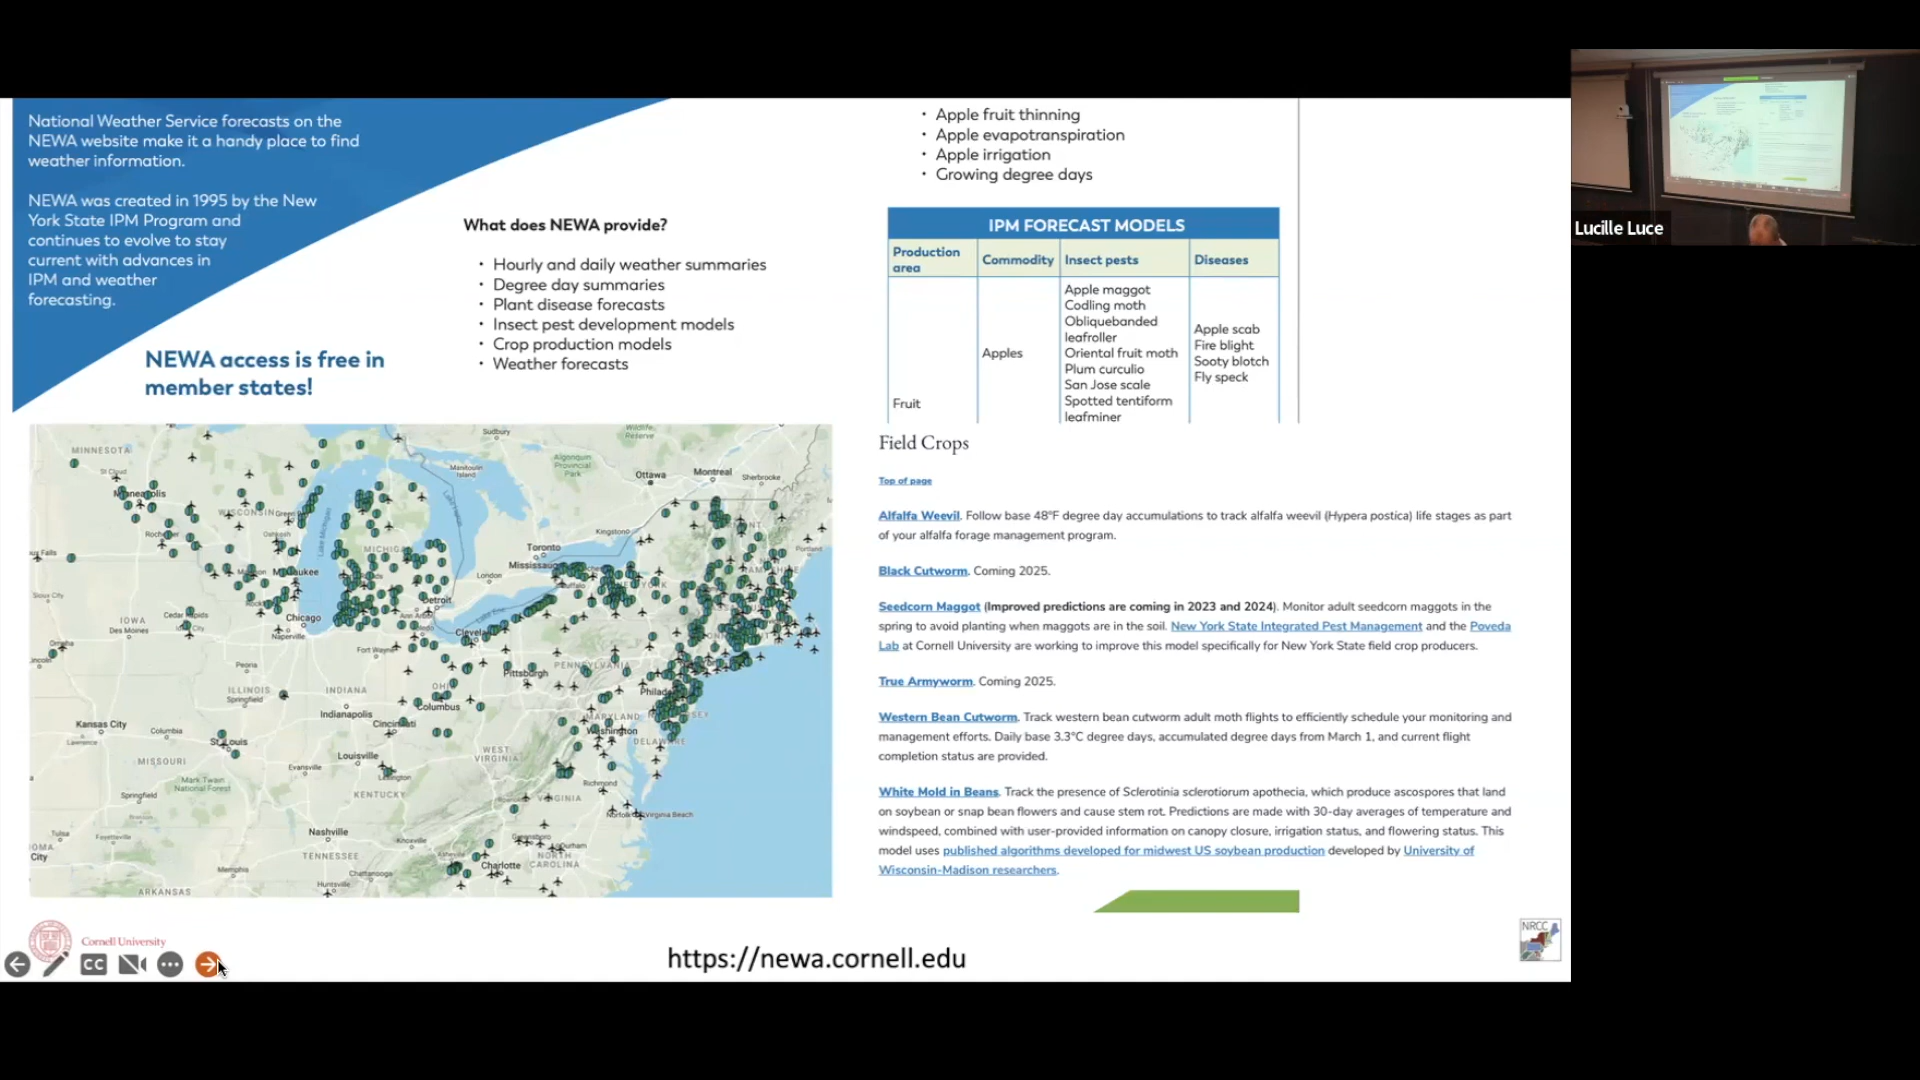 National Weather Service forecasts on the
NEWA website make it a handy place to find
weather information.
NEWA was created in 1995 by the New
York State IPM Program and
continues to evolve to stay
current with advances in
IPM and weather
forecasting.
NEWA access is free in
member states!
What does NEWA provide?
• Hourly and daily weather summaries
• Degree day summaries
• Plant disease forecasts
• Insect pest development models
• Crop production models
• Weather forecasts
• Apple fruit thinning
• Apple evapotranspiration
• Apple irrigation
• Growing degree days
IPM FORECAST MODELS
Production area
Commodity
Insect pests
Diseases
Fruit
Apples
Apple maggot
Codling moth
Obliquebanded
leafroller
Oriental fruit moth
Plum curculio
San Jose scale
Spotted tentiform
leafminer
Apple scab
Fire blight
Sooty blotch
Fly speck
MINNESOTA
St Cloud
Minneapolis
WISCONSIN
Green
Oshkosh
Lake Michigan
MICHIGAN
Sudbury
Manitoulin
Island
Wildlife
Reserve
Algonquin
Provincial
Park
Ottawa
Montreal
Sherbrooke
Kingston
Toronto
London
Portland
Sioux City
IOWA
Des Moines
Chicago
Naperville
Detroit
Fort Wayne
Peoria
ILLINOIS
Springfield
INDIANA
Indianapolis
Columbus
Pittsburgh
PENNSYLVANIA
MARYLAND
Washington
DELAWARE
Kansas City
Lawrence
Columbia
St Louis
MISSOURI
Mark Twain
National Forest
Springfield
Evansville
Louisville
Lexington
KENTUCKY
WEST
VIRGINIA
Richmond
VIRGINIA
Virginia Beach
Nashville
Knoxville
TENNESSEE
Chattanooga
Memphis
Huntsville
Tulsa
Fayetteville
City
ARKANSAS
Charlotte
Durham
NORTH
CAROLINA
Field Crops
Top of page
Alfalfa Weevil. Follow base 48°F degree day accumulations to track alfalfa weevil (Hypera postica) life stages as part
of your alfalfa forage management program.
Black Cutworm. Coming 2025.
Seedcorn Maggot (Improved predictions are coming in 2023 and 2024). Monitor adult seedcorn maggots in the
spring to avoid planting when maggots are in the soil. New York State Integrated Pest Management and the Poveda
Lab at Cornell University are working to improve this model specifically for New York State field crop producers.
True Armyworm. Coming 2025.
Western Bean Cutworm. Track western bean cutworm adult moth flights to efficiently schedule your monitoring and
management efforts. Daily base 3.3°C degree days, accumulated degree days from March 1, and current flight
completion status are provided.
White Mold in Beans. Track the presence of Sclerotinia sclerotiorum apothecia, which produce ascospores that land
on soybean or snap bean flowers and cause stem rot. Predictions are made with 30-day averages of temperature and
windspeed, combined with user-provided information on canopy closure, irrigation status, and flowering status. This
model uses published algorithms developed for midwest US soybean production developed by University of
Wisconsin-Madison researchers.
Cornell University
CC
https://newa.cornell.edu
NRCC
Lucille Luce